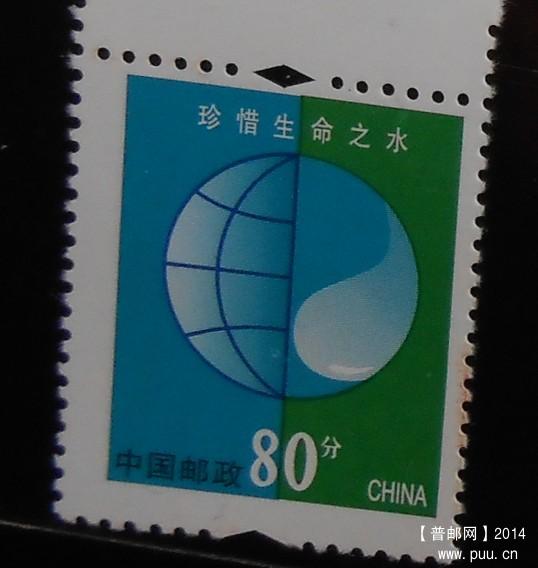 珍惜生命之水
中国邮政 80分
CHINA
【普邮网】2014
www.puu.cn